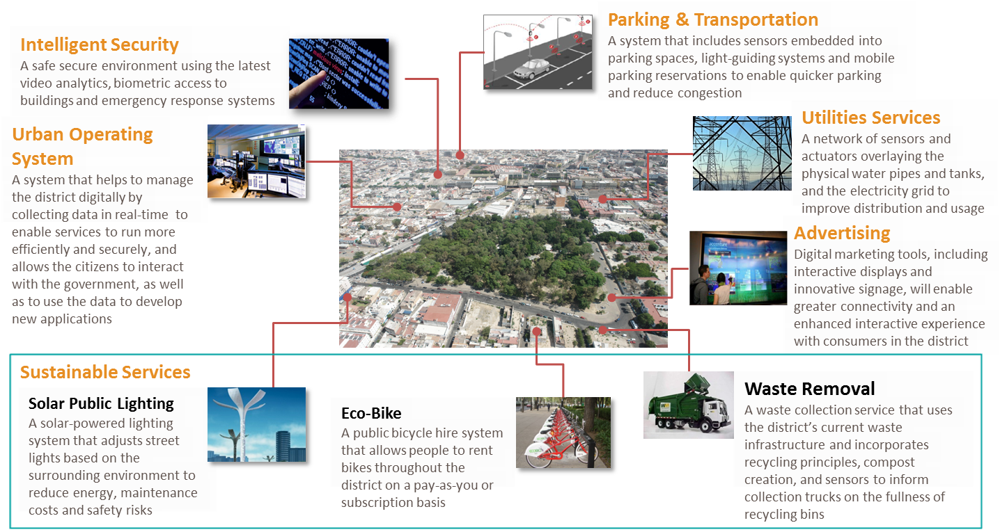 Intelligent Security
A safe secure environment using the latest
video analytics, biometric access to
buildings and emergency response systems
Parking & Transportation
A system that includes sensors embedded into
parking spaces, light-guiding systems and mobile
parking reservations to enable quicker parking
and reduce congestion
Urban Operating
System
A system that helps to manage
the district digitally by
collecting data in real-time to
enable services to run more
efficiently and securely, and
allows the citizens to interact
with the government, as well
as to use the data to develop
new applications
Utilities Services
A network of sensors and
actuators overlaying the
physical water pipes and tanks,
and the electricity grid to
improve distribution and usage
accenture
Advertising
Digital marketing tools, including
interactive displays and
innovative signage, will enable
greater connectivity and an
enhanced interactive experience
with consumers in the district
Sustainable Services
Solar Public Lighting
A solar-powered lighting
system that adjusts street
lights based on the
surrounding environment to
reduce energy, maintenance
costs and safety risks
Eco-Bike
A public bicycle hire system
that allows people to rent
bikes throughout the
district on a pay-as-you or
subscription basis
Waste Removal
A waste collection service that uses
the district’s current waste
infrastructure and incorporates
recycling principles, compost
creation, and sensors to inform
collection trucks on the fullness of
recycling bins